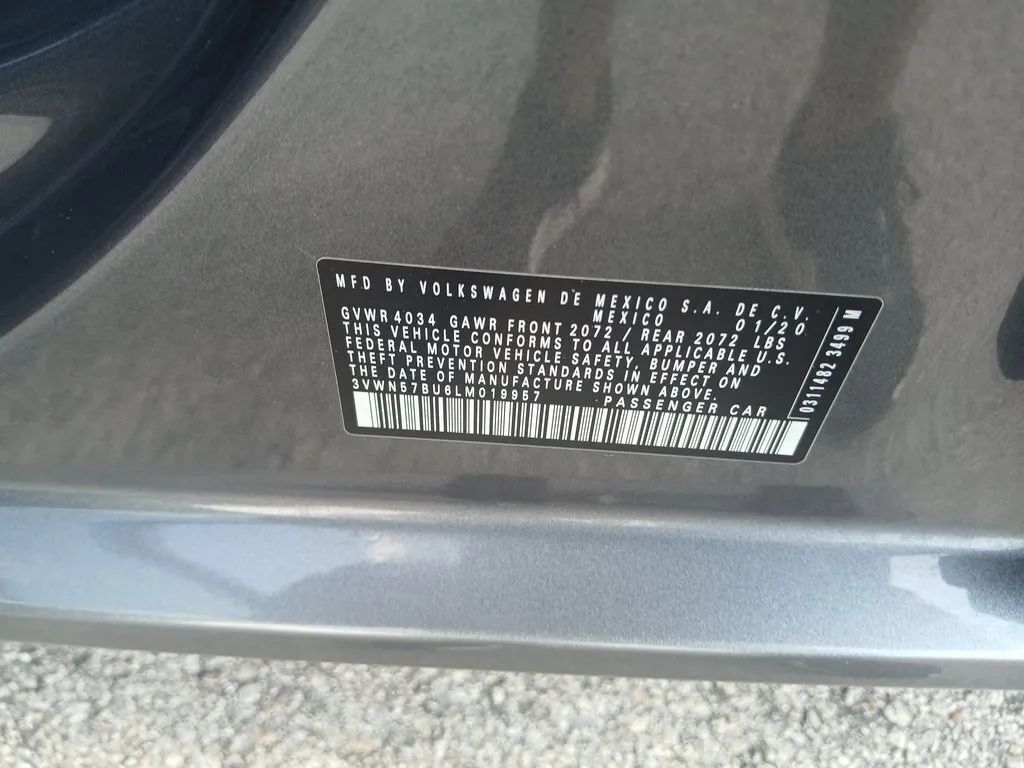 MFD BY VOLKSWAGEN DE MEXICO S.A. DE C.V.
MEXICO 01/20
GVWR 4034 GAWR FRONT 2072 / REAR 2072 LBS
THIS VEHICLE CONFORMS TO ALL APPLICABLE U.S.
FEDERAL MOTOR VEHICLE SAFETY, BUMPER AND
THEFT PREVENTION STANDARDS IN EFFECT ON
THE DATE OF MANUFACTURE SHOWN ABOVE.
3VWN57BU6LM019957 PASSENGER CAR
0311482 3499 M